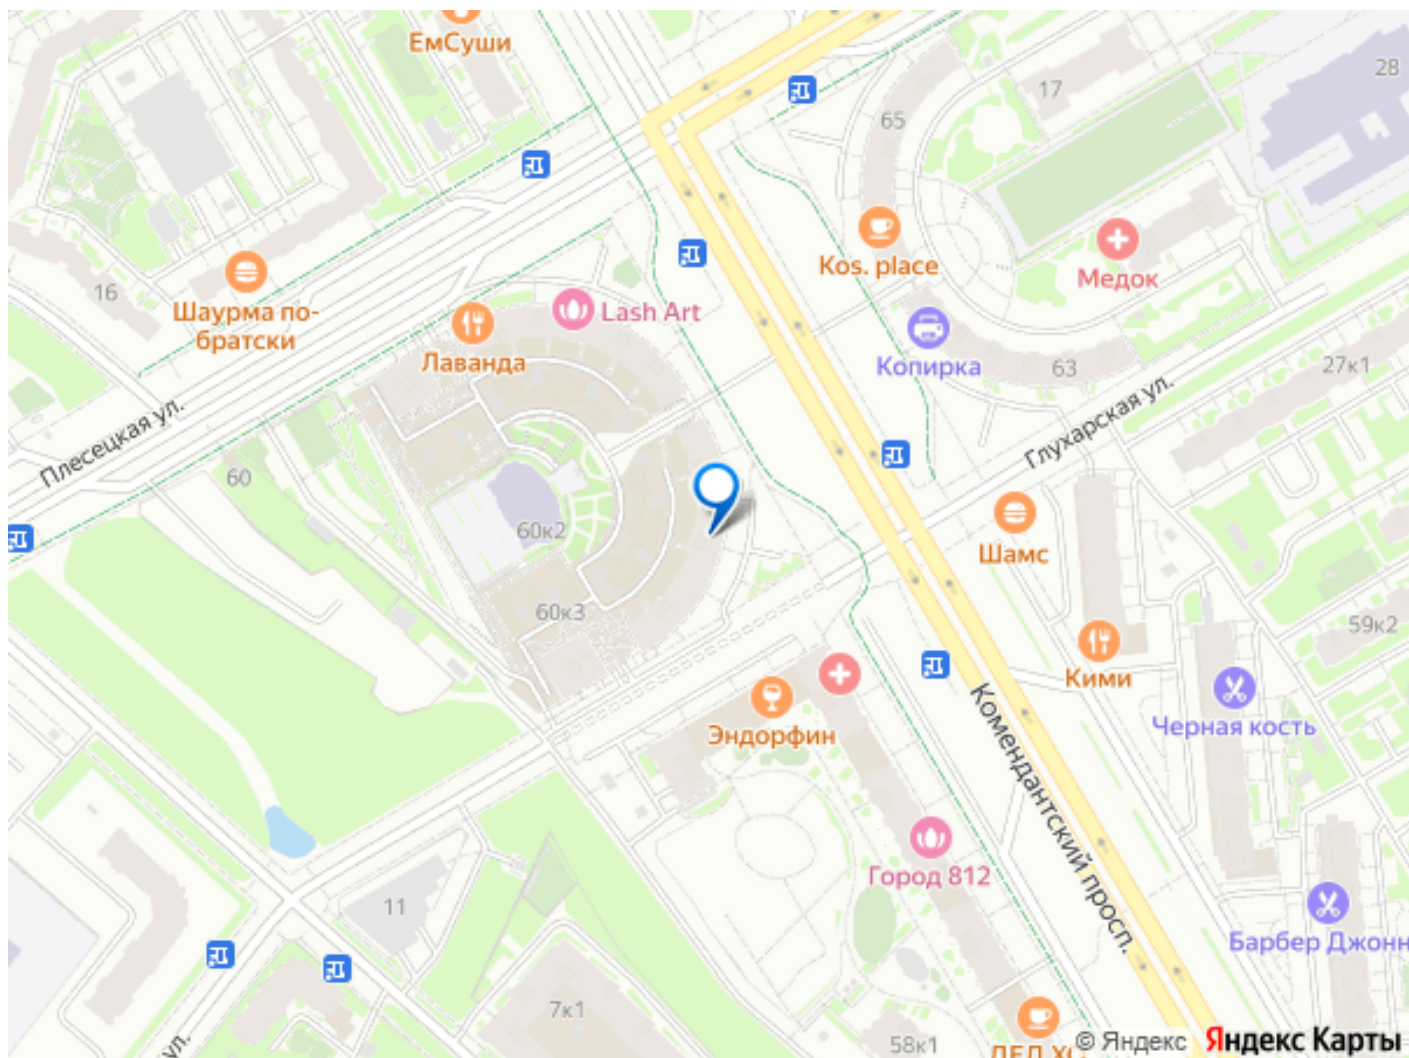 ЕмСуши
28
17
65
Kos. place
Медок
16
Шаурма по-
братски
Lash Art
Лаванда
Копирка
63
27к1
Плесецкая ул.
Глухарская ул.
60
60к2
Шамс
60к3
59к2
Кими
Эндорфин
Черная кость
Комендантский просп.
Город 812
11
Барбер Джонн
7к1
58к1
ул.
© Яндекс Яндекс Карты